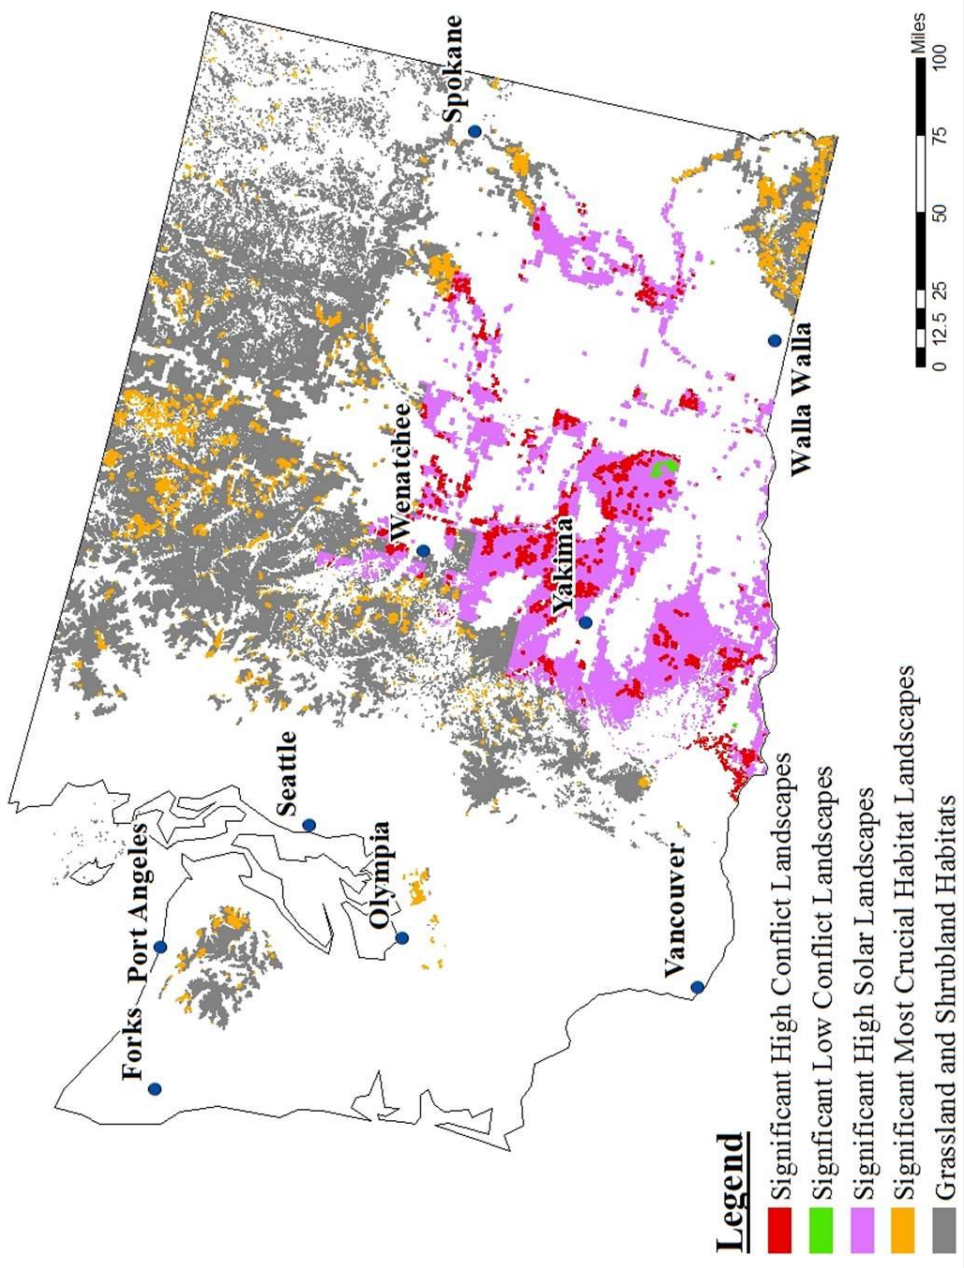 Forks
Port Angeles
Seattle
Olympia
Vancouver
Wenatchee
Yakima
Spokane
Walla Walla
Legend
Significant High Conflict Landscapes
Signficant Low Conflict Landscapes
Significant High Solar Landscapes
Significant Most Crucial Habitat Landscapes
Grassland and Shrubland Habitats
0 12.5 25 50 75 100
Miles